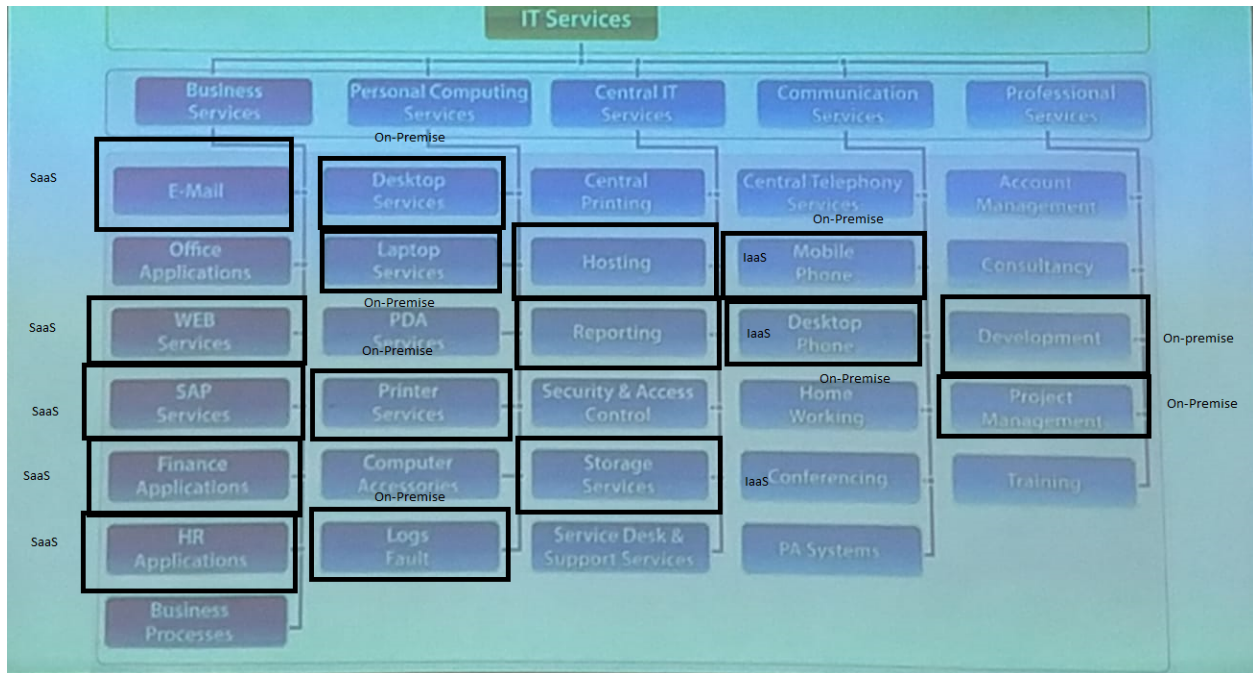 IT Services
Business
Services
Personal Computing
Services
Central IT
Services
Communication
Services
Professional
Services
On-Premise
SaaS
E-Mail
Desktop
Services
Central
Printing
Central Telephony
Services
On-Premise
Account
Management
Office
Applications
Laptop
Services
On-Premise
Hosting
IaaS
Mobile
Phone
Consultancy
SaaS
WEB
Services
PDA
Services
On-Premise
Reporting
IaaS
Desktop
Phone
On-Premise
Development
On-premise
SaaS
SAP
Services
Printer
Services
Security & Access
Control
Home
Working
Project
Management
On-Premise
SaaS
Finance
Applications
Computer
Accessories
On-Premise
Storage
Services
IaaS
Conferencing
Training
SaaS
HR
Applications
Logs
Fault
Service Desk &
Support Services
PA Systems
Business
Processes